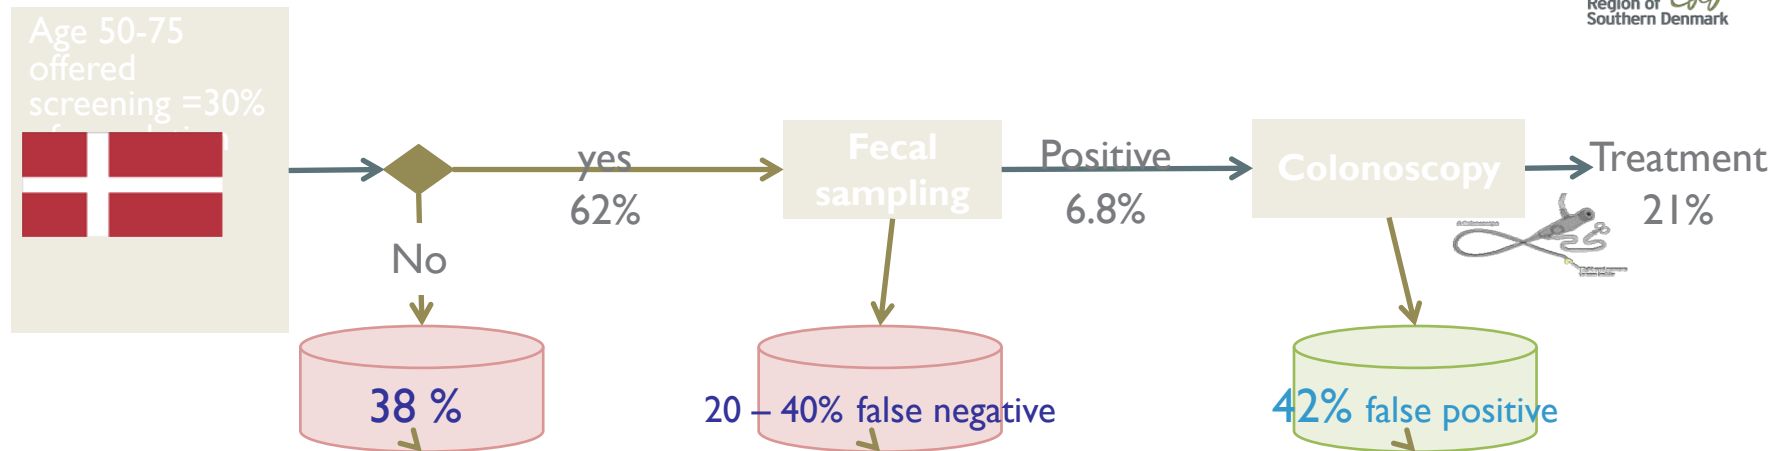 Region of
Southern Denmark
Age 50-75
offered
screening =30%
yes
62%
No
Fecal
sampling
Positive
6.8%
Colonoscopy
Treatment
21%
38 %
20 – 40% false negative
42% false positive